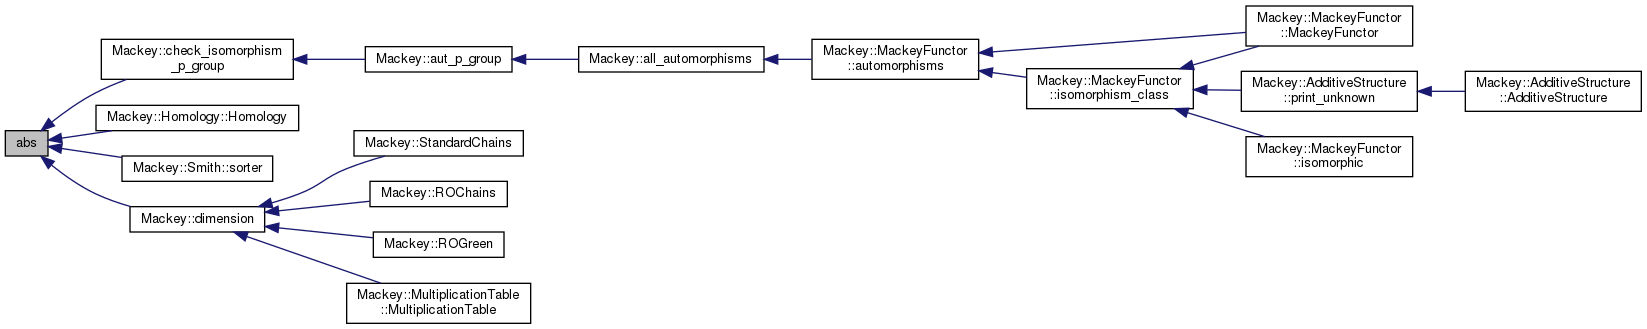 abs
Mackey::check_isomorphism
_p_group
Mackey::Homology::Homology
Mackey::Smith::sorter
Mackey::dimension
Mackey::aut_p_group
Mackey::StandardChains
Mackey::ROChains
Mackey::ROGreen
Mackey::MultiplicationTable
::MultiplicationTable
Mackey::all_automorphisms
Mackey::MackeyFunctor
::automorphisms
Mackey::MackeyFunctor
::isomorphism_class
Mackey::MackeyFunctor
::MackeyFunctor
Mackey::AdditiveStructure
::print_unknown
Mackey::MackeyFunctor
::isomorphic
Mackey::AdditiveStructure
::AdditiveStructure